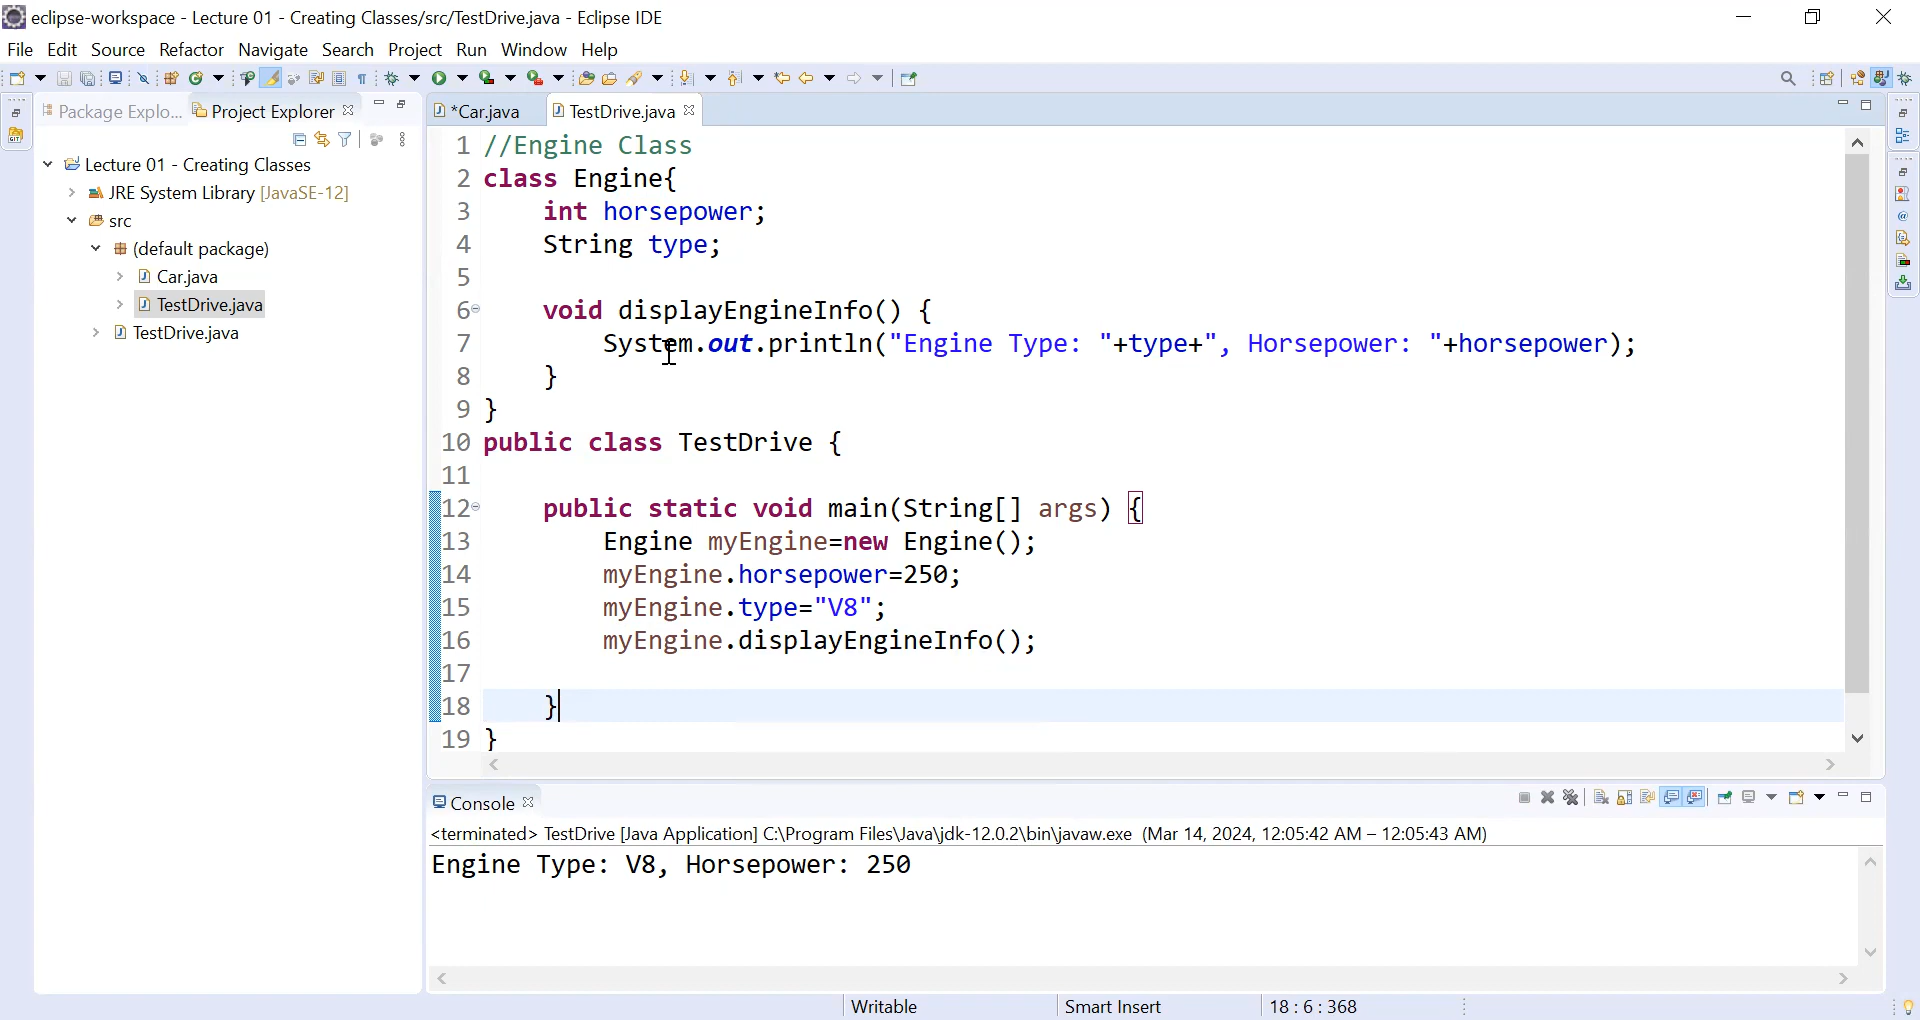 eclipse-workspace - Lecture 01 - Creating Classes/src/TestDrive.java - Eclipse IDE
File Edit Source Refactor Navigate Search Project Run Window Help
Package Explo... Project Explorer
*Car.java TestDrive.java
Lecture 01 - Creating Classes
JRE System Library [JavaSE-12]
src
(default package)
Car.java
TestDrive.java
TestDrive.java
1 //Engine Class
2 class Engine{
3 int horsepower;
4 String type;
5
6 void displayEngineInfo() {
7 System.out.println("Engine Type: "+type+", Horsepower: "+horsepower);
8 }
9 }
10 public class TestDrive {
11
12 public static void main(String[] args) {
13 Engine myEngine=new Engine();
14 myEngine.horsepower=250;
15 myEngine.type="V8";
16 myEngine.displayEngineInfo();
17
18 }
19 }
Console
<terminated> TestDrive [Java Application] C:\Program Files\Java\jdk-12.0.2\bin\javaw.exe (Mar 14, 2024, 12:05:42 AM – 12:05:43 AM)
Engine Type: V8, Horsepower: 250
Writable Smart Insert 18 : 6 : 368